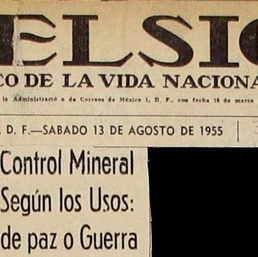 ELSIO
CO DE LA VIDA NACIONA
la Administració n de Correos de México 1, D. F., con fecha 18 de marzo
. D. F.—SABADO 13 DE AGOSTO DE 1955
Control Mineral
Según los Usos:
de paz o Guerra